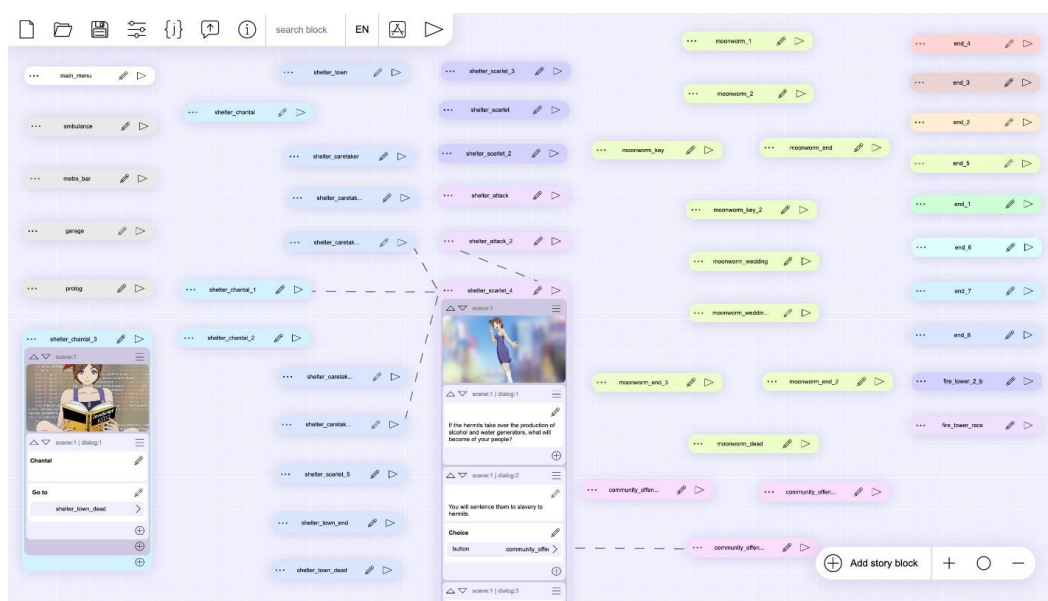 search block
EN
main_menu
ambulance
metro_bar
garage
prolog
shelter_chantal_3
scene:1
JavaScript
scene:1 | dialog:1
Chantal
Go to
shelter_town_dead
shelter_chantal
shelter_chantal_1
shelter_chantal_2
shelter_town
shelter_caretaker
shelter_caretak...
shelter_caretak...
shelter_caretak...
shelter_caretak...
shelter_scarlet_5
shelter_town_end
shelter_town_dead
shelter_scarlet_3
shelter_scarlet
shelter_scarlet_2
shelter_attack
shelter_attack_2
shelter_scarlet_4
scene:1
scene:1 | dialog:1
If the hermits take over the production of
alcohol and water generators, what will
become of your people?
scene:1 | dialog:2
You will sentence them to slavery to
hermits.
Choice
button community_offe
scene:1 | dialog:3
moonworm_1
moonworm_2
moonworm_key
moonworm_end
moonworm_key_2
moonworm_wedding
moonworm_weddin...
moonworm_end_3
moonworm_end_2
moonworm_dead
community_offen...
community_offen...
community_offen...
end_4
end_3
end_2
end_5
end_1
end_6
end_7
end_8
fire_tower_2_b
fire_tower_race
Add story block